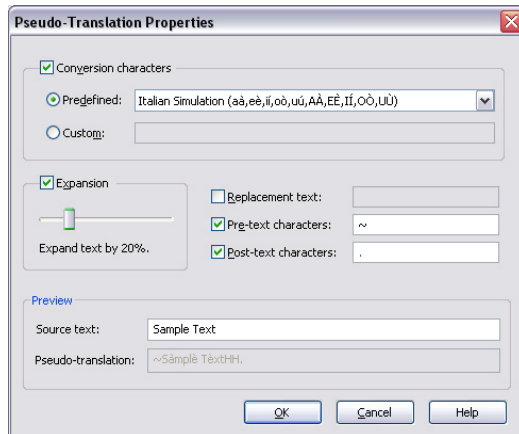 Pseudo-Translation Properties
Conversion characters
Predefined: Italian Simulation (aà,eè,ií,oò,uú,AÀ,EÈ,IÍ,OÒ,UÙ)
Custom:
Expansion
Expand text by 20%.
Replacement text:
Pre-text characters: ~
Post-text characters: .
Preview
Source text: Sample Text
Pseudo-translation: ~Sàmplè TèxtHH.
OK Cancel Help